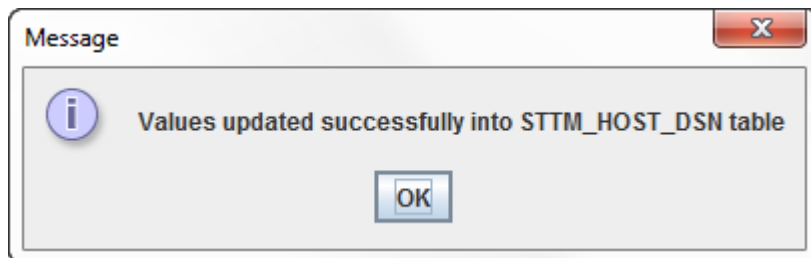 Message
Values updated successfully into STTM_HOST_DSN table
OK